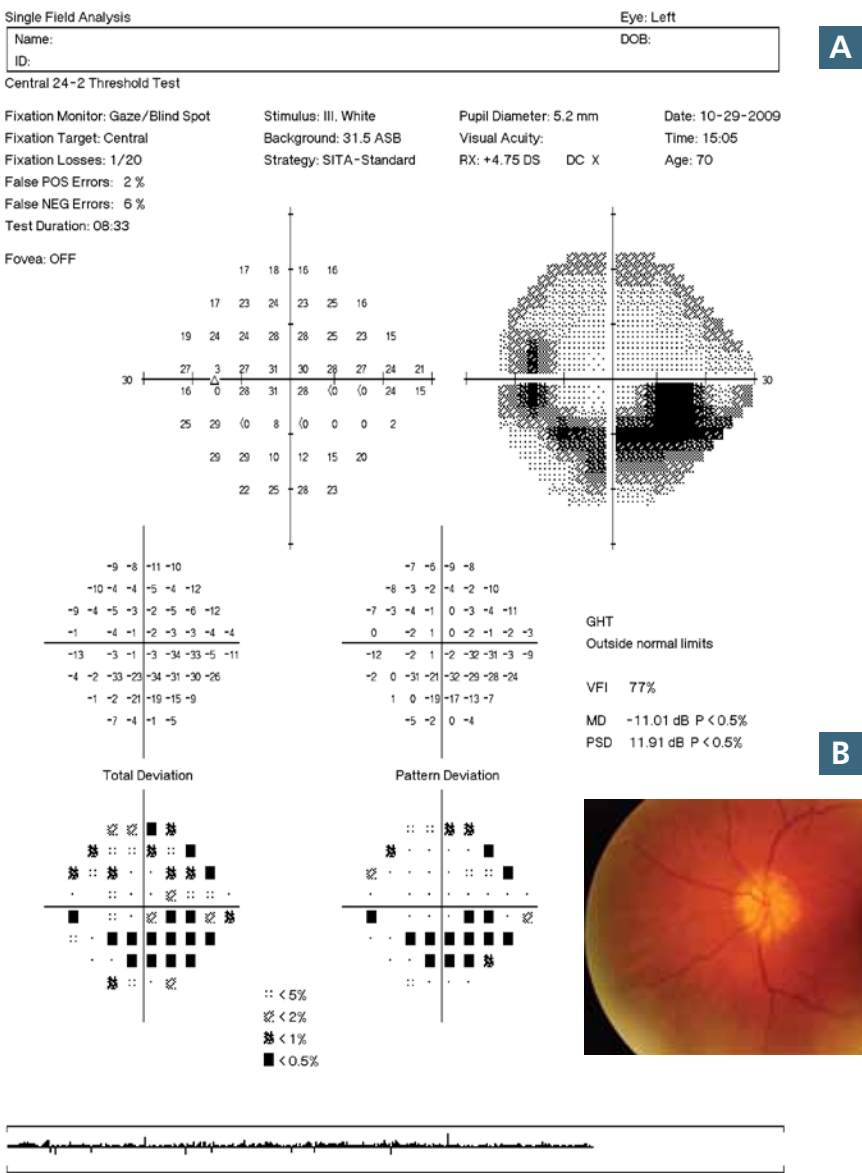 Single Field Analysis Eye: Left
A
Name: DOB:
ID:
Central 24-2 Threshold Test
Fixation Monitor: Gaze/Blind Spot Stimulus: III, White Pupil Diameter: 5.2 mm Date: 10-29-2009
Fixation Target: Central Background: 31.5 ASB Visual Acuity: Time: 15:05
Fixation Losses: 1/20 Strategy: SITA-Standard RX: +4.75 DS DC X Age: 70
False POS Errors: 2 %
False NEG Errors: 6 %
Test Duration: 08:33
Fovea: OFF
17 18 16 16
17 23 24 23 25 16
19 24 24 28 28 25 23 15
27 3 27 31 30 28 27 24 21
30 30
16 0 28 31 28 <0 <0 24 15
25 29 <0 8 <0 0 0 2
29 29 10 12 15 20
22 25 28 23
-9 -8 -11 -10 -7 -6 -9 -8
-10 -4 -4 -5 -4 -12 -8 -3 -2 -4 -2 -10
-9 -4 -5 -3 -2 -5 -6 -12 -7 -3 -4 -1 0 -3 -4 -11
-1 -4 -1 -2 -3 -3 -4 -4 0 -2 1 0 -2 -1 -2 -3
-13 -3 -1 -3 -34 -33 -5 -11 -12 -2 1 -2 -32 -31 -3 -9
-4 -2 -33 -23 -34 -31 -30 -26 -2 0 -31 -21 -32 -29 -28 -24
-1 -2 -21 -19 -15 -9 1 0 -19 -17 -13 -7
-7 -4 -1 -5 -5 -2 0 -4
GHT
Outside normal limits
VFI 77%
MD -11.01 dB P < 0.5%
PSD 11.91 dB P < 0.5%
B
Total Deviation Pattern Deviation
< 5%
< 2%
< 1%
< 0.5%